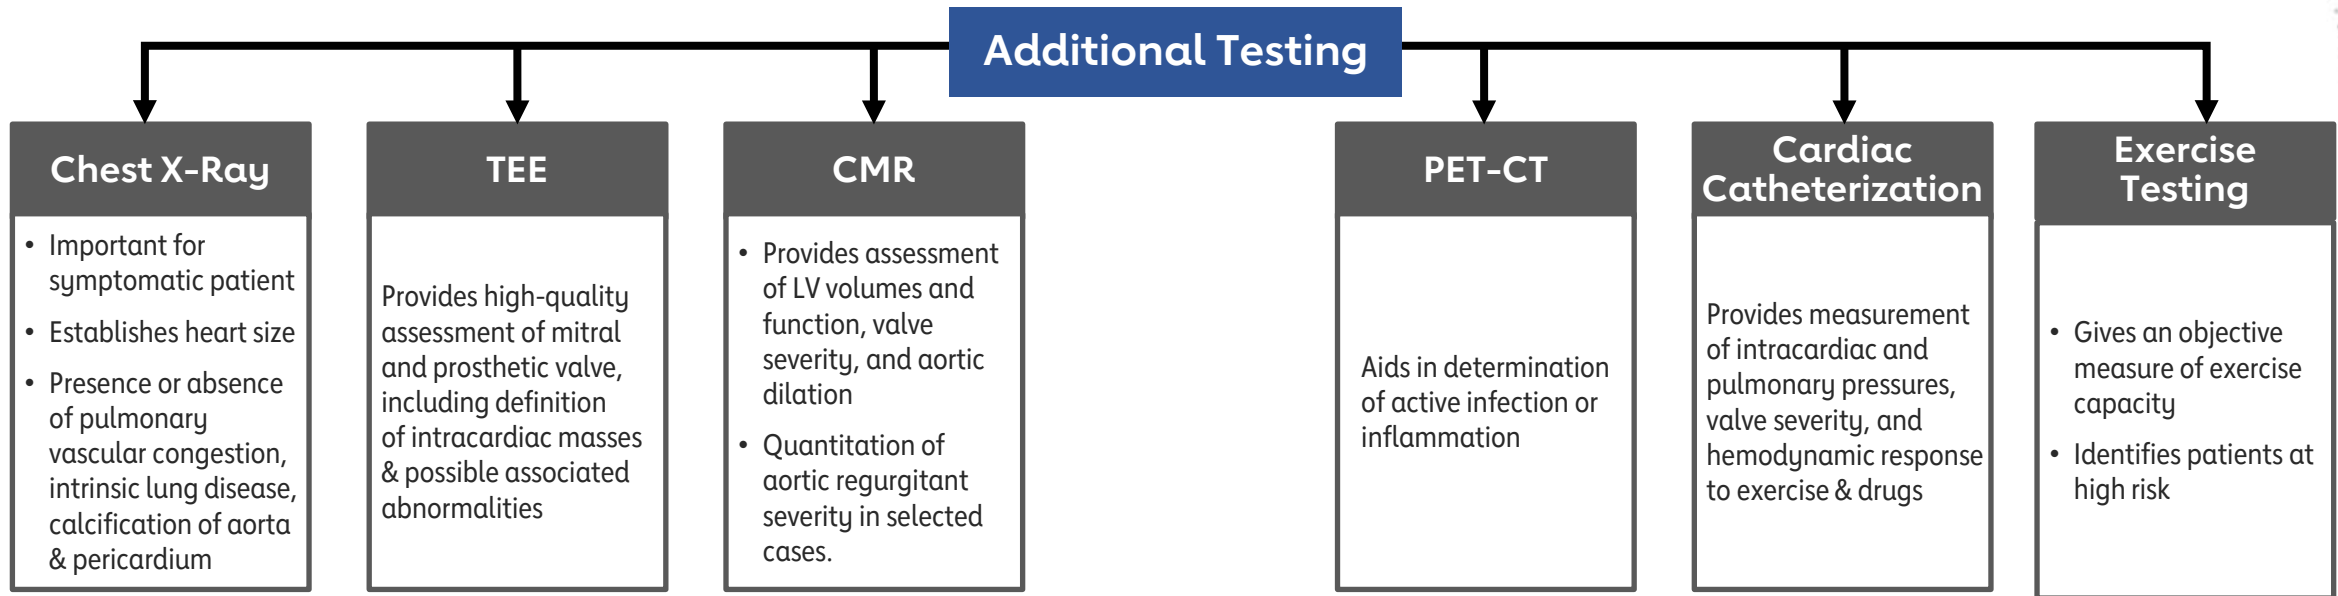 Additional Testing
Chest X-Ray
• Important for
symptomatic patient
• Establishes heart size
• Presence or absence
of pulmonary
vascular congestion,
intrinsic lung disease,
calcification of aorta
& pericardium
TEE
Provides high-quality
assessment of mitral
and prosthetic valve,
including definition
of intracardiac masses
& possible associated
abnormalities
CMR
• Provides assessment
of LV volumes and
function, valve
severity, and aortic
dilation
• Quantitation of
aortic regurgitant
severity in selected
cases.
PET-CT
Aids in determination
of active infection or
inflammation
Cardiac
Catheterization
Provides measurement
of intracardiac and
pulmonary pressures,
valve severity, and
hemodynamic response
to exercise & drugs
Exercise
Testing
• Gives an objective
measure of exercise
capacity
• Identifies patients at
high risk